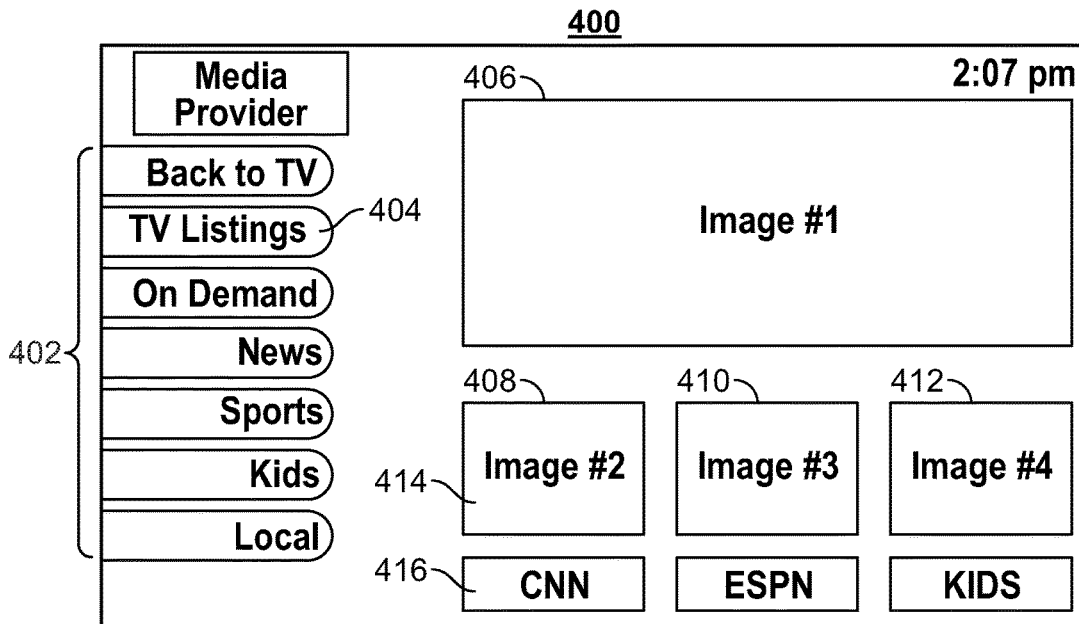 400
Media
Provider
2:07 pm
406
Back to TV
TV Listings
404
On Demand
News
Sports
Kids
Local
402
Image #1
408
410
412
Image #2
Image #3
Image #4
414
416
CNN
ESPN
KIDS